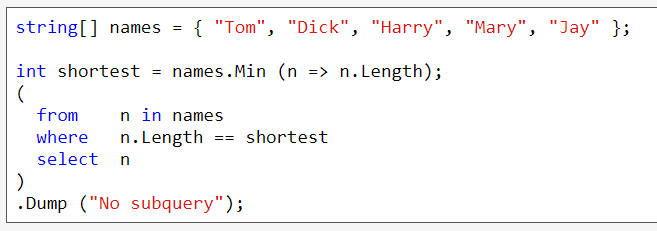 string[] names = { "Tom", "Dick", "Harry", "Mary", "Jay" };
int shortest = names.Min (n => n.Length);
(
from n in names
where n.Length == shortest
select n
)
.Dump ("No subquery");